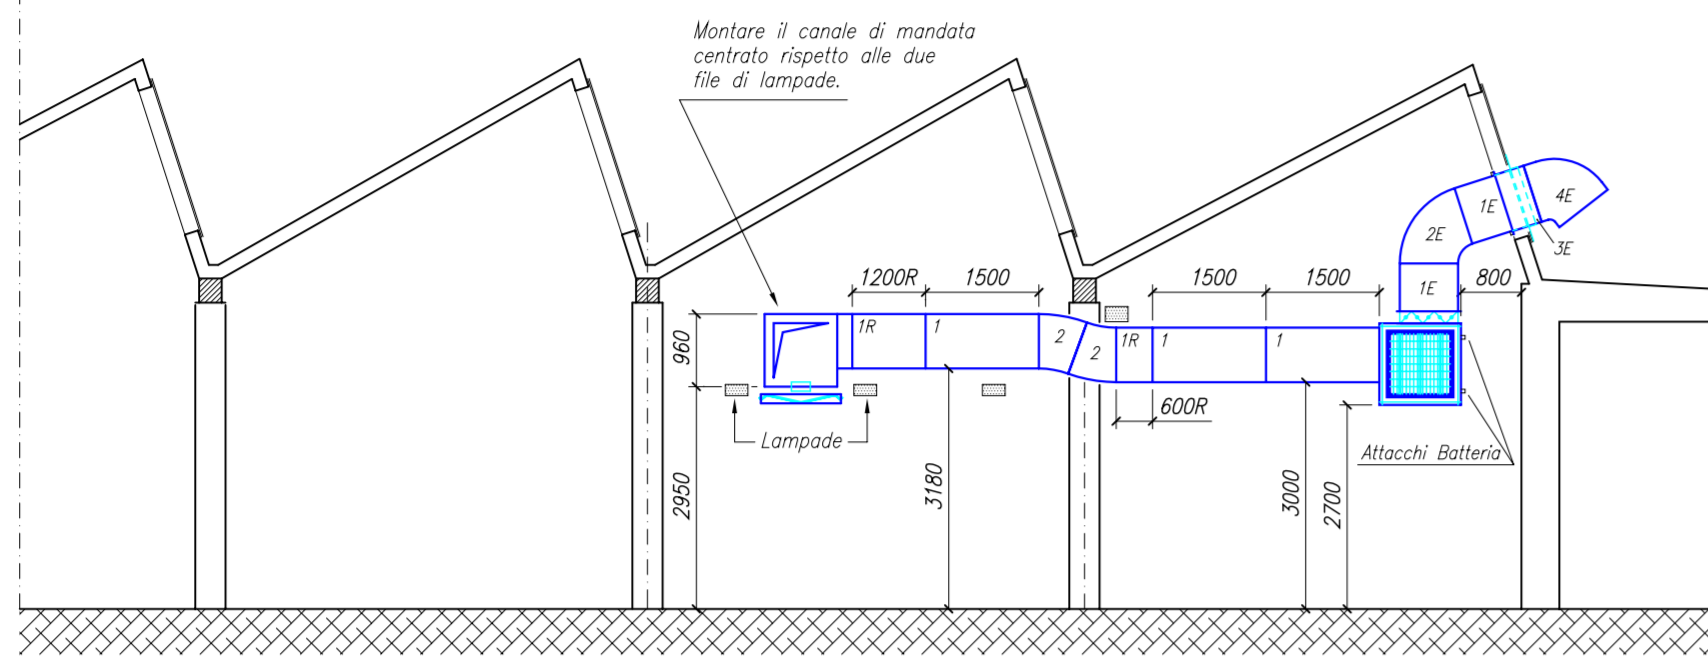 Montare il canale di mandata
centrato rispetto alle due
file di lampade.
4E
1E
2E
3E
1200R
1500
1500
1500
1E
800
960
1R
1
2
2
1R
1
1
600R
Lampade
Attacchi Batteria
2950
3180
3000
2700